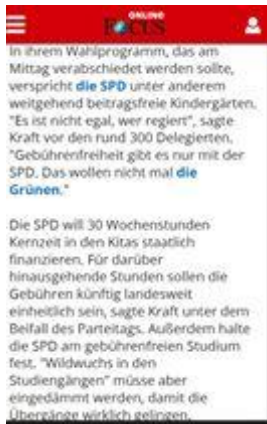 ONLINE
FOCUS
In ihrem Wahlprogramm, das am
Mittag verabschiedet werden sollte,
verspricht die SPD unter anderem
weitgehend beitragsfreie Kindergärten.
"Es ist nicht egal, wer regiert", sagte
Kraft vor den rund 300 Delegierten.
"Gebührenfreiheit gibt es nur mit der
SPD. Das wollen nicht mal die
Grünen."
Die SPD will 30 Wochenstunden
Kernzeit in den Kitas staatlich
finanzieren. Für darüber
hinausgehende Stunden sollen die
Gebühren künftig landesweit
einheitlich sein, sagte Kraft unter dem
Beifall des Parteitags. Außerdem halte
die SPD am gebührenfreien Studium
fest. "Wildwuchs in den
Studiengängen" müsse aber
eingedämmt werden, damit die
Übergänge wirklich gelingen.